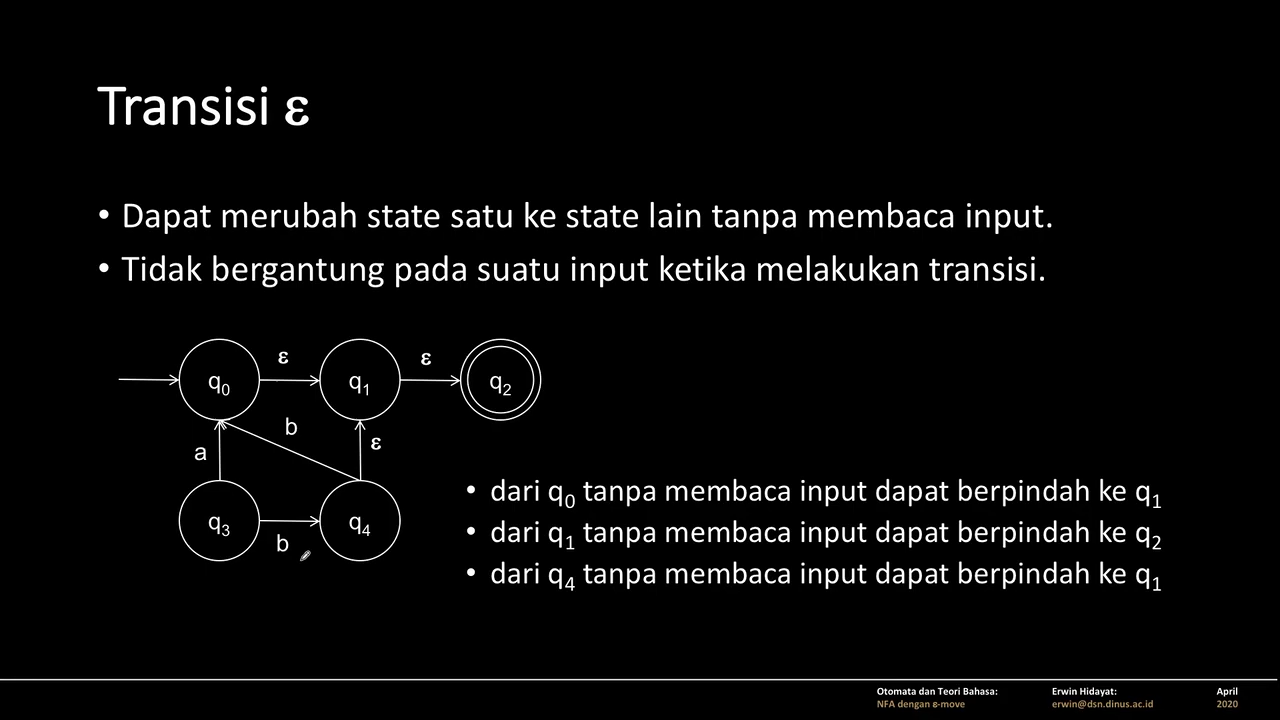 Transisi ε
• Dapat merubah state satu ke state lain tanpa membaca input.
• Tidak bergantung pada suatu input ketika melakukan transisi.
ε ε
q0 q1 q2
b
a ε
q3 q4
b
• dari q0 tanpa membaca input dapat berpindah ke q1
• dari q1 tanpa membaca input dapat berpindah ke q2
• dari q4 tanpa membaca input dapat berpindah ke q1
Otomata dan Teori Bahasa: Erwin Hidayat: April
NFA dengan ε-move erwin@dsn.dinus.ac.id 2020